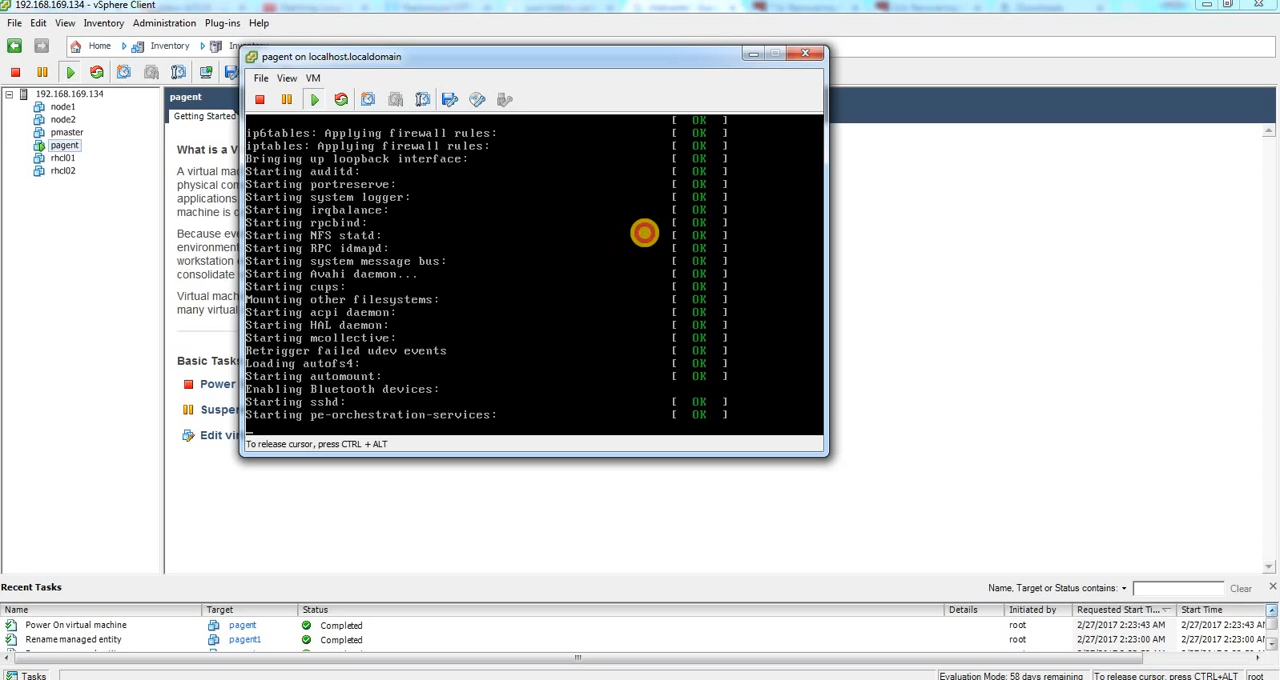 192.168.169.134 - vSphere Client
File Edit View Inventory Administration Plug-ins Help
Home Inventory
192.168.169.134
node1
node2
pmaster
pagent
rhcl01
rhcl02
pagent
Getting Started
What is a V
A virtual ma
physical con
applications
machine is c
Because eve
environment
workstation
consolidate
Virtual mach
many virtual
Basic Tasks
Power
Suspe
Edit vir
pagent on localhost.localdomain
File View VM
[ OK ]
ip6tables: Applying firewall rules: [ OK ]
iptables: Applying firewall rules: [ OK ]
Bringing up loopback interface: [ OK ]
Starting auditd: [ OK ]
Starting portreserve: [ OK ]
Starting system logger: [ OK ]
Starting irqbalance: [ OK ]
Starting rpcbind: [ OK ]
Starting NFS statd: [ OK ]
Starting RPC idmapd: [ OK ]
Starting system message bus: [ OK ]
Starting Avahi daemon... [ OK ]
Starting cups: [ OK ]
Mounting other filesystems: [ OK ]
Starting acpi daemon: [ OK ]
Starting HAL daemon: [ OK ]
Starting mcollective: [ OK ]
Retrigger failed udev events [ OK ]
Loading autofs4: [ OK ]
Starting automount: [ OK ]
Enabling Bluetooth devices:
Starting sshd: [ OK ]
Starting pe-orchestration-services: [ OK ]
To release cursor, press CTRL + ALT
Recent Tasks
Name, Target or Status contains: Clear
Name Target Status Details Initiated by Requested Start Ti... Start Time
Power On virtual machine pagent Completed root 2/27/2017 2:23:43 AM 2/27/2017 2:23:43 AM
Rename managed entity pagent1 Completed root 2/27/2017 2:23:00 AM 2/27/2017 2:23:00 AM
Tasks
Evaluation Mode: 58 days remaining To release cursor, press CTRL+ALT root